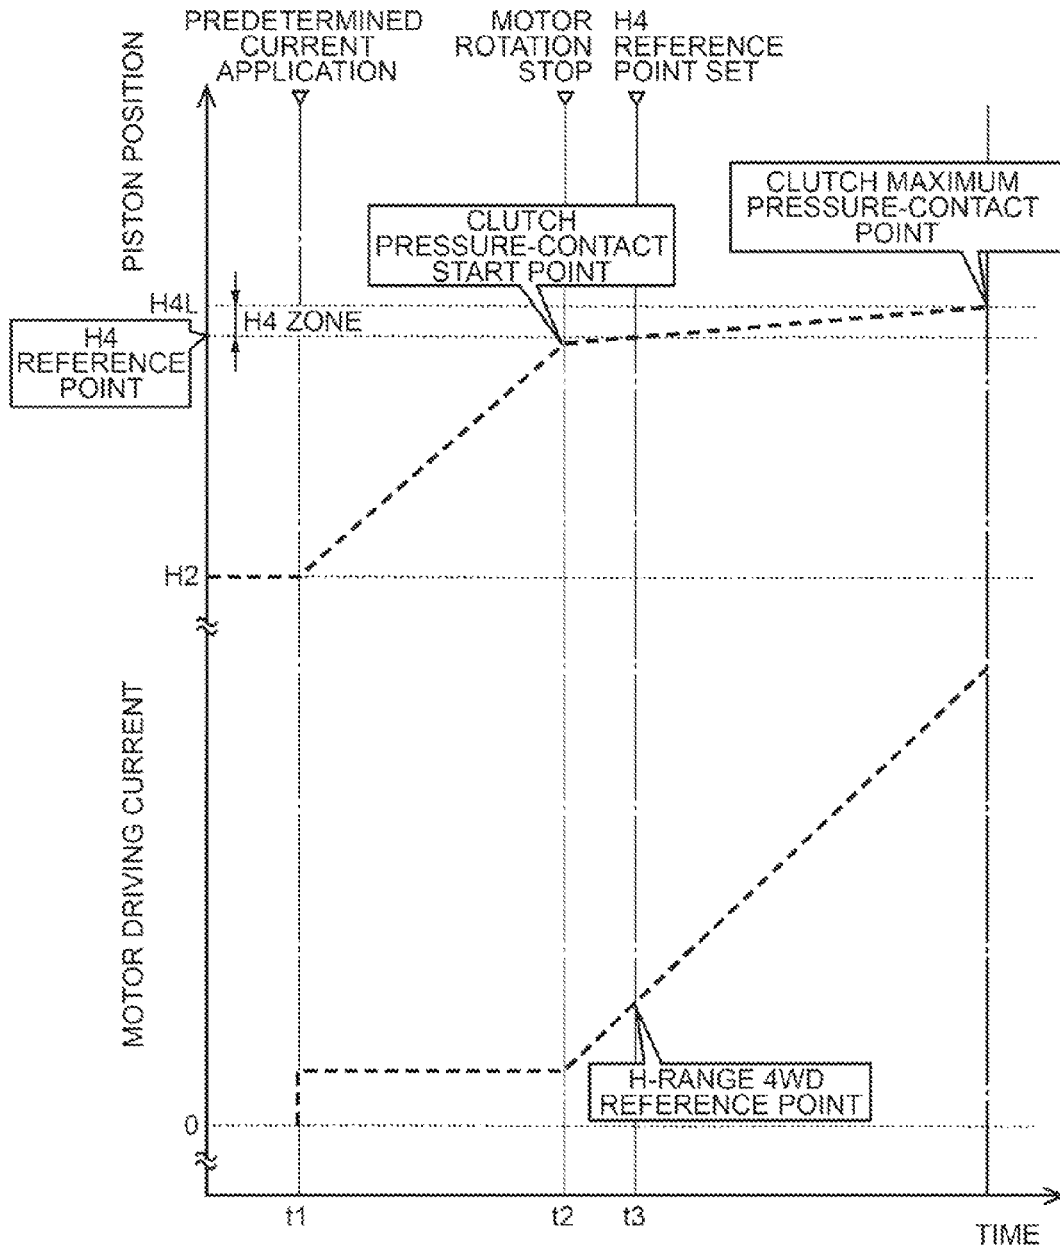 PREDETERMINED
CURRENT
APPLICATION
MOTOR
ROTATION
STOP
H4
REFERENCE
POINT SET
PISTON POSITION
CLUTCH MAXIMUM
PRESSURE-CONTACT
POINT
CLUTCH
PRESSURE-CONTACT
START POINT
H4L
H4 ZONE
H4
REFERENCE
POINT
H2
MOTOR DRIVING CURRENT
H-RANGE 4WD
REFERENCE POINT
0
t1
t2
t3
TIME